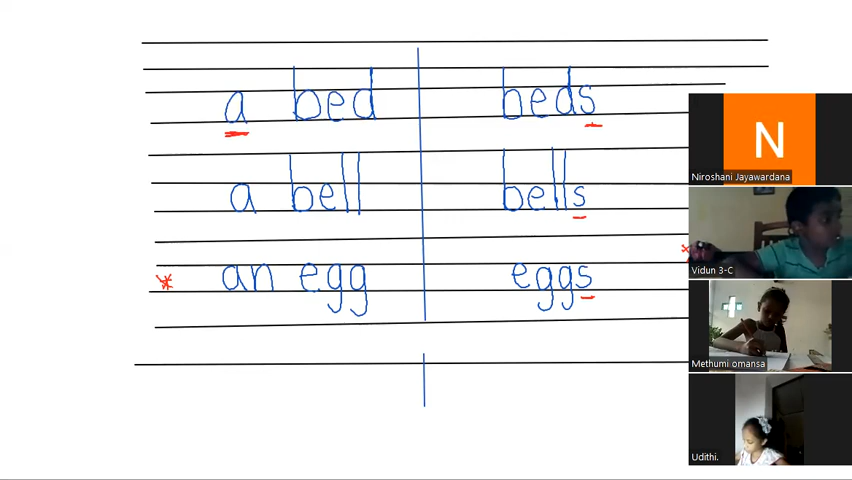 a bed beds
a bell bells
* an egg eggs *
N
Niroshani Jayawardana
Vidun 3-C
Methumi omansa
Udithi.